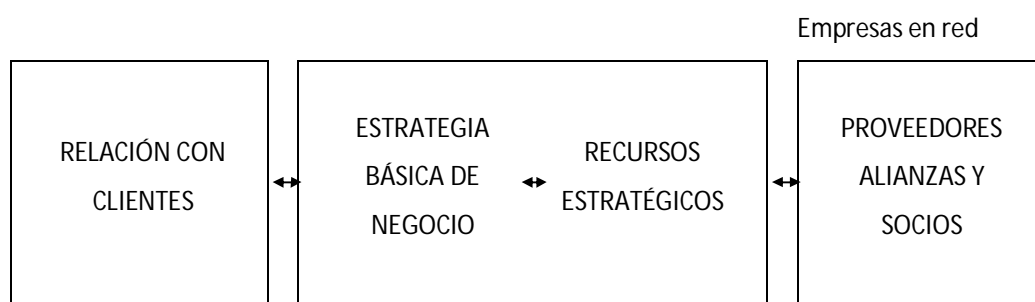 Empresas en red
RELACIÓN CON
CLIENTES
ESTRATEGIA
BÁSICA DE
NEGOCIO
RECURSOS
ESTRATÉGICOS
PROVEEDORES
ALIANZAS Y
SOCIOS